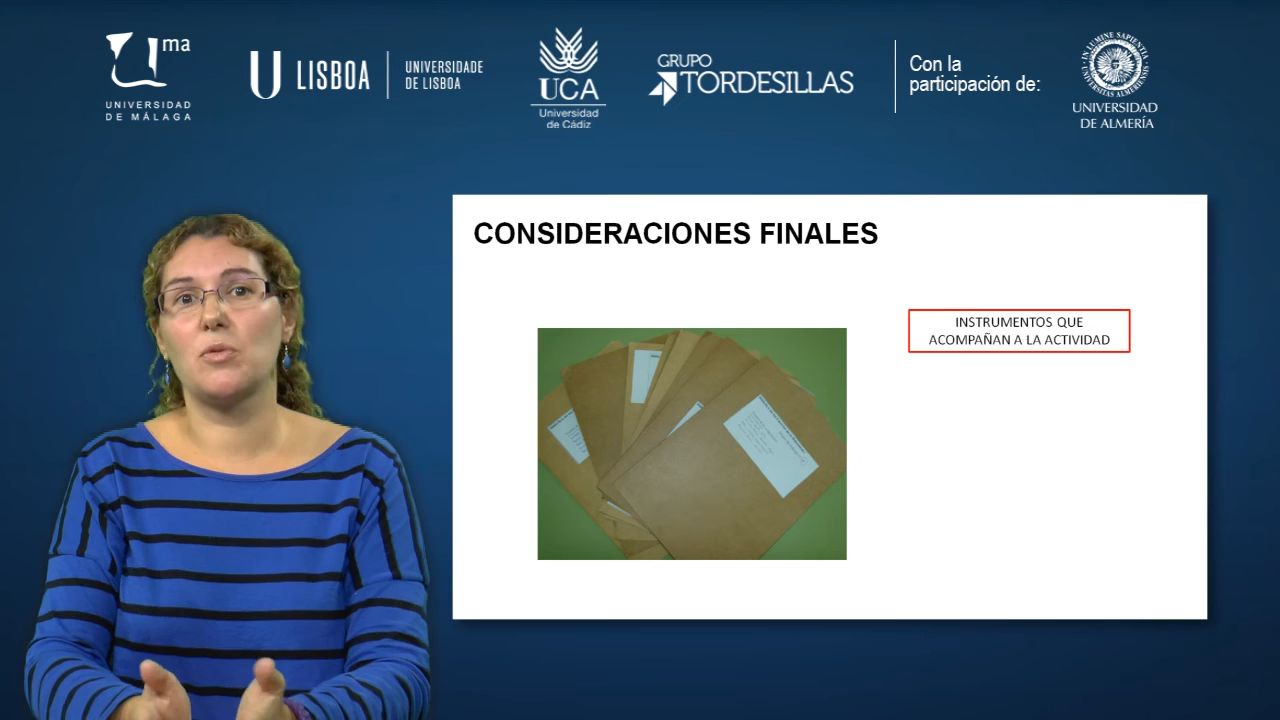 ma
UNIVERSIDAD
DE MÁLAGA
U LISBOA
UNIVERSIDADE
DE LISBOA
UCA
Universidad
de Cádiz
GRUPO
TORDESILLAS
Con la
participación de:
UNIVERSIDAD
DE ALMERÍA
CONSIDERACIONES FINALES
INSTRUMENTOS QUE
ACOMPAÑAN A LA ACTIVIDAD